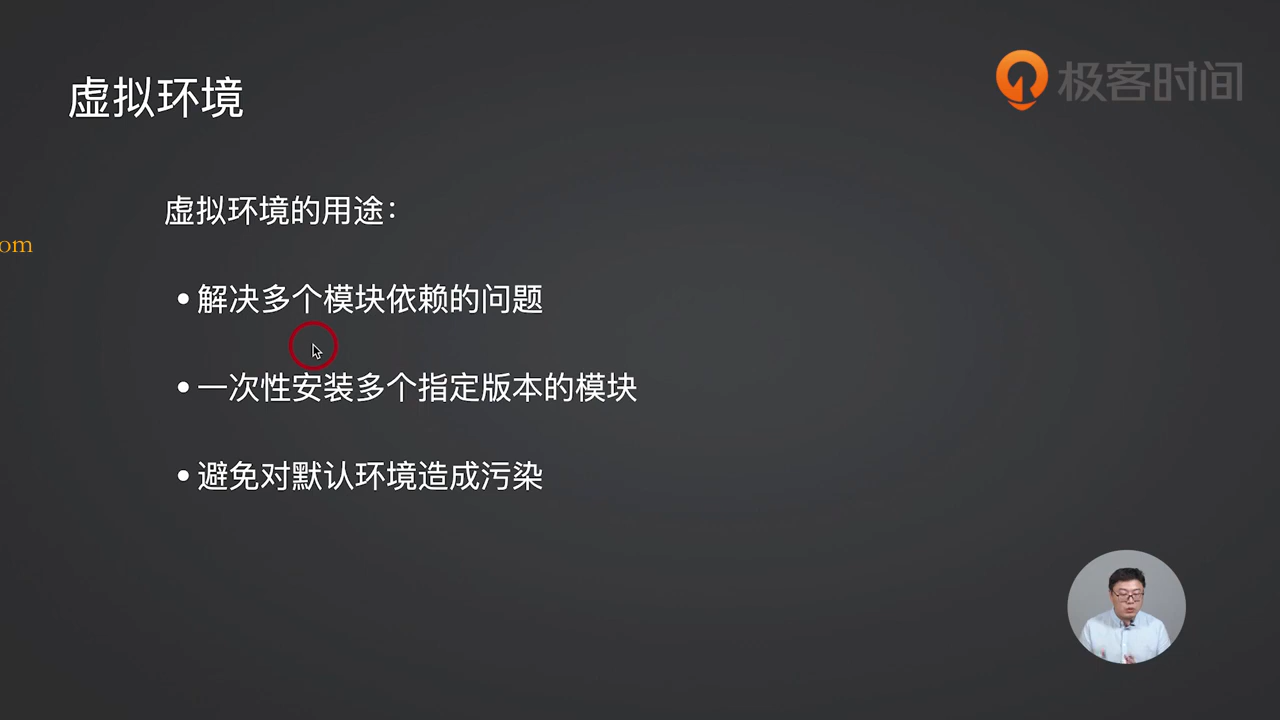 虚拟环境
极客时间
虚拟环境的用途：
om
•解决多个模块依赖的问题
•一次性安装多个指定版本的模块
•避免对默认环境造成污染